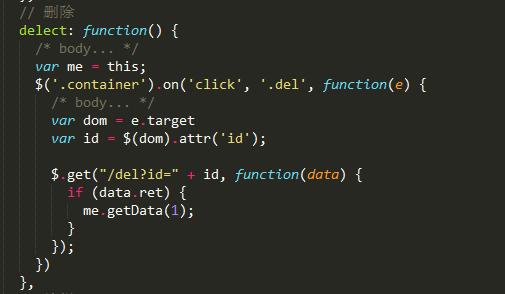 // 删除
delect: function() {
/* body... */
var me = this;
$('.container').on('click', '.del', function(e) {
/* body... */
var dom = e.target
var id = $(dom).attr('id');
$.get("/del?id=" + id, function(data) {
if (data.ret) {
me.getData(1);
}
});
})
},